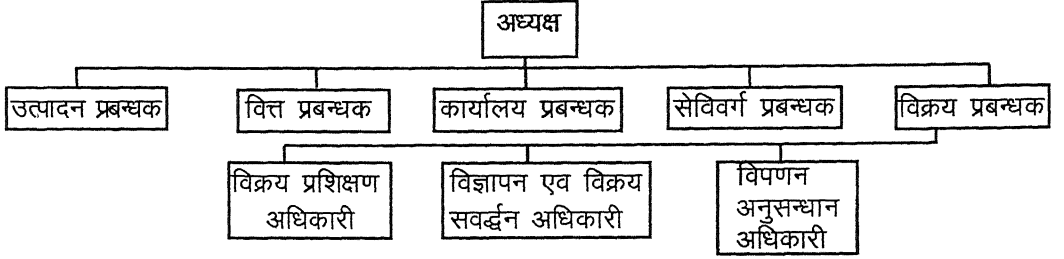 अध्यक्ष
उत्पादन प्रबन्धक
वित्त प्रबन्धक
कार्यालय प्रबन्धक
सेविवर्ग प्रबन्धक
विक्रय प्रबन्धक
विक्रय प्रशिक्षण
अधिकारी
विज्ञापन एव विक्रय
सवर्द्धन अधिकारी
विपणन
अनुसन्धान
अधिकारी